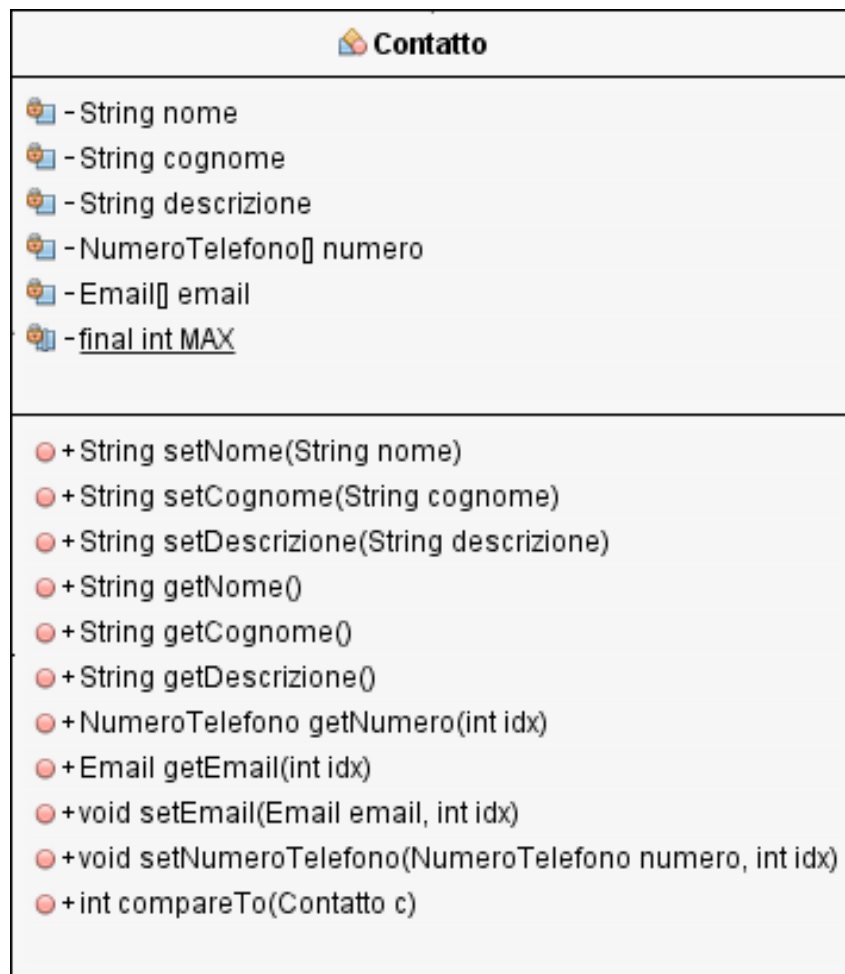 Contatto
-String nome
-String cognome
-String descrizione
-NumeroTelefono[] numero
-Email[] email
-final int MAX
+String setNome(String nome)
+String setCognome(String cognome)
+String setDescrizione(String descrizione)
+String getNome()
+String getCognome()
+String getDescrizione()
+NumeroTelefono getNumero(int idx)
+Email getEmail(int idx)
+void setEmail(Email email, int idx)
+void setNumeroTelefono(NumeroTelefono numero, int idx)
+int compareTo(Contatto c)